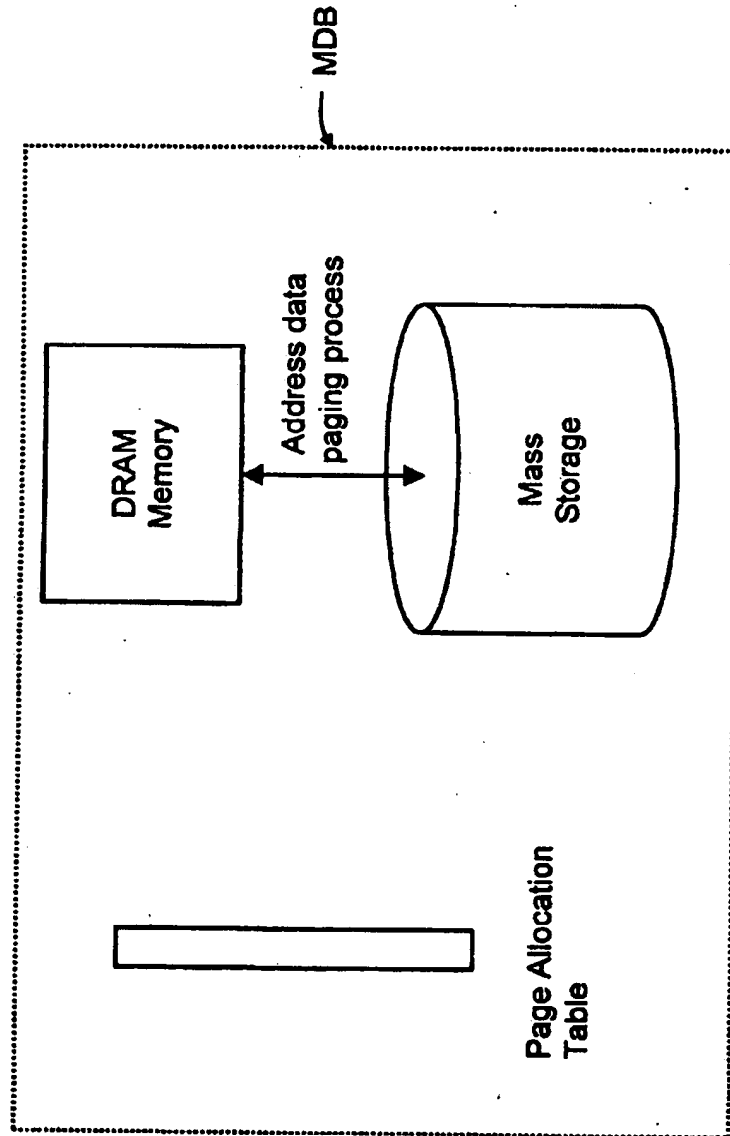 MDB
DRAM
Memory
Address data
paging process
Mass
Storage
Page Allocation
Table